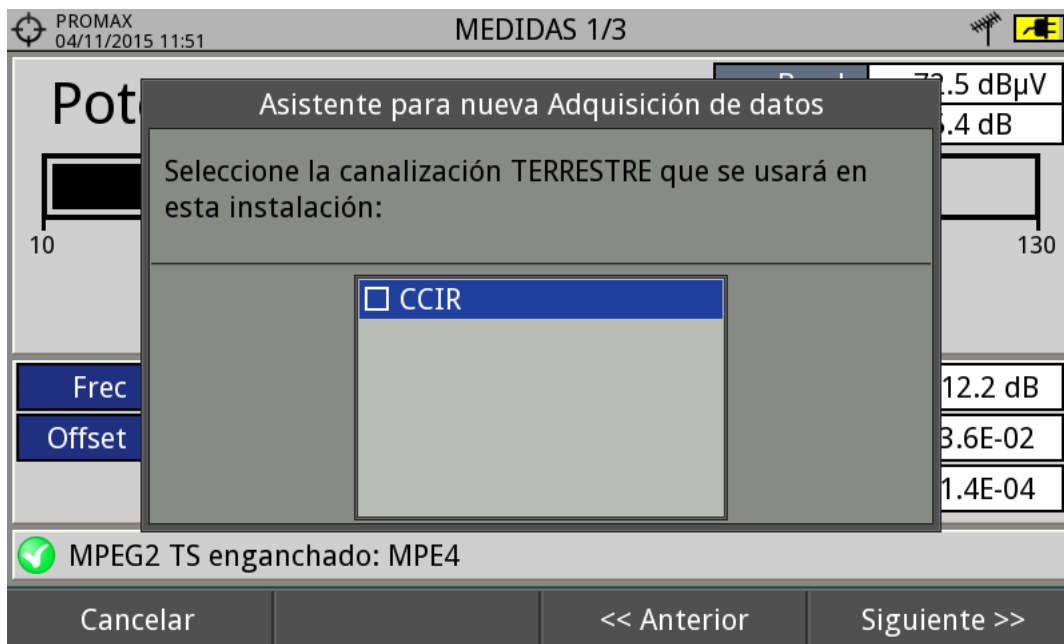 PROMAX
04/11/2015 11:51
MEDIDAS 1/3
Asistente para nueva Adquisición de datos
.5 dBµV
.4 dB
Seleccione la canalización TERRESTRE que se usará en
esta instalación:
10
130
CCIR
Frec
12.2 dB
Offset
3.6E-02
1.4E-04
MPEG2 TS enganchado: MPE4
Cancelar
<< Anterior
Siguiente >>